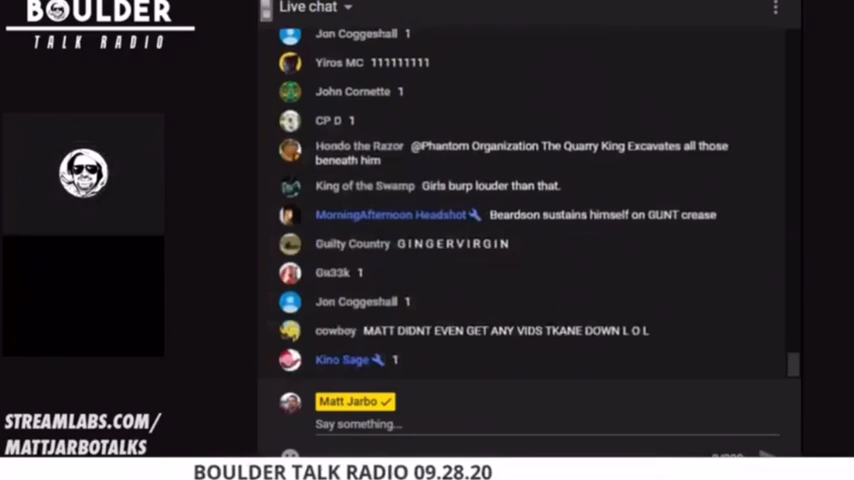 BOULDER
TALK RADIO
Live chat
Jon Coggeshall 1
Yiros MC 111111111
John Cornette 1
CP D 1
Hondo the Razor @Phantom Organization The Quarry King Excavates all those
beneath him
King of the Swamp Girls burp louder than that.
MorningAfternoon Headshot Beardson sustains himself on GUNT crease
Guilty Country G I N G E R V I R G I N
Gu33k 1
Jon Coggeshall 1
cowboy MATT DIDNT EVEN GET ANY VIDS TKANE DOWN L O L
Kino Sage 1
Matt Jarbo
Say something...
STREAMLABS.COM/
MATTJARBOTALKS
BOULDER TALK RADIO 09.28.20